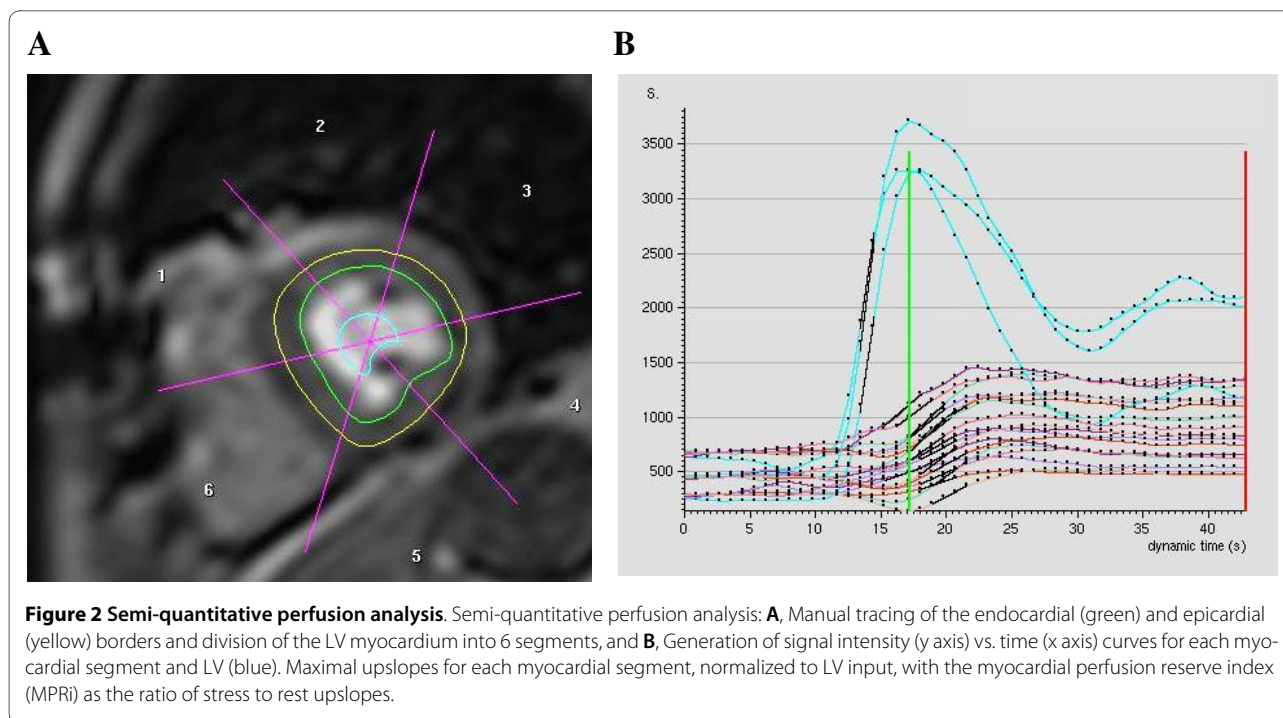 A
B
2
3
1
4
6
5
S.
3500
3000
2500
2000
1500
1000
500
0 5 10 15 20 25 30 35 40
dynamic time (s)
Figure 2 Semi-quantitative perfusion analysis. Semi-quantitative perfusion analysis: A, Manual tracing of the endocardial (green) and epicardial
(yellow) borders and division of the LV myocardium into 6 segments, and B, Generation of signal intensity (y axis) vs. time (x axis) curves for each myo-
cardial segment and LV (blue). Maximal upslopes for each myocardial segment, normalized to LV input, with the myocardial perfusion reserve index
(MPRi) as the ratio of stress to rest upslopes.